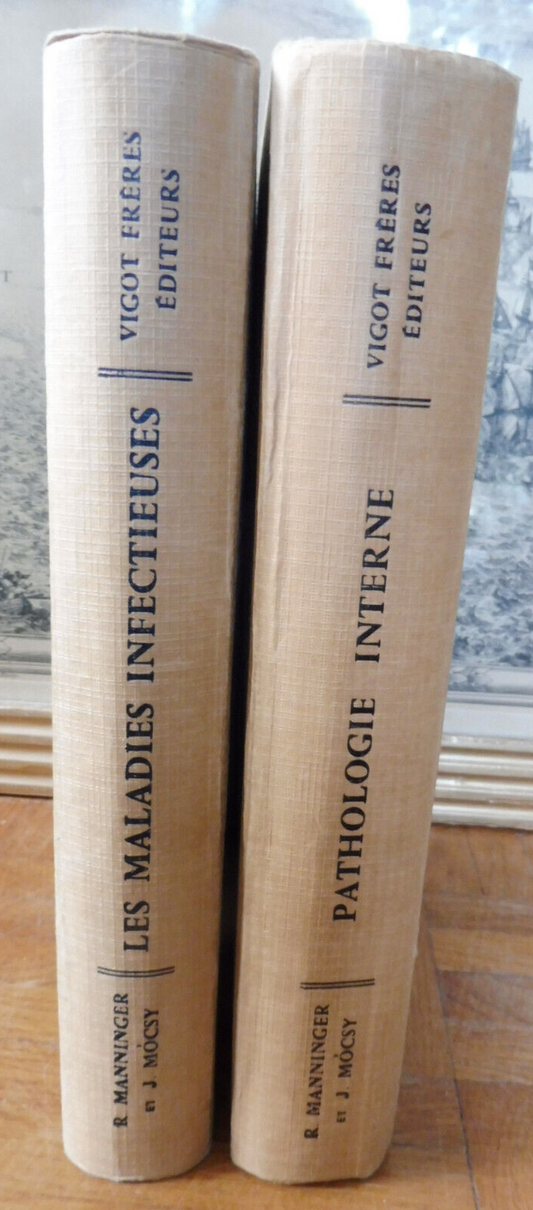 R. MANNINGER
ET J. MÓCSY
LES MALADIES INFECTIEUSES
VIGOT FRÈRES
ÉDITEURS
R. MANNINGER
ET J. MÓCSY
PATHOLOGIE INTERNE
VIGOT FRÈRES
ÉDITEURS